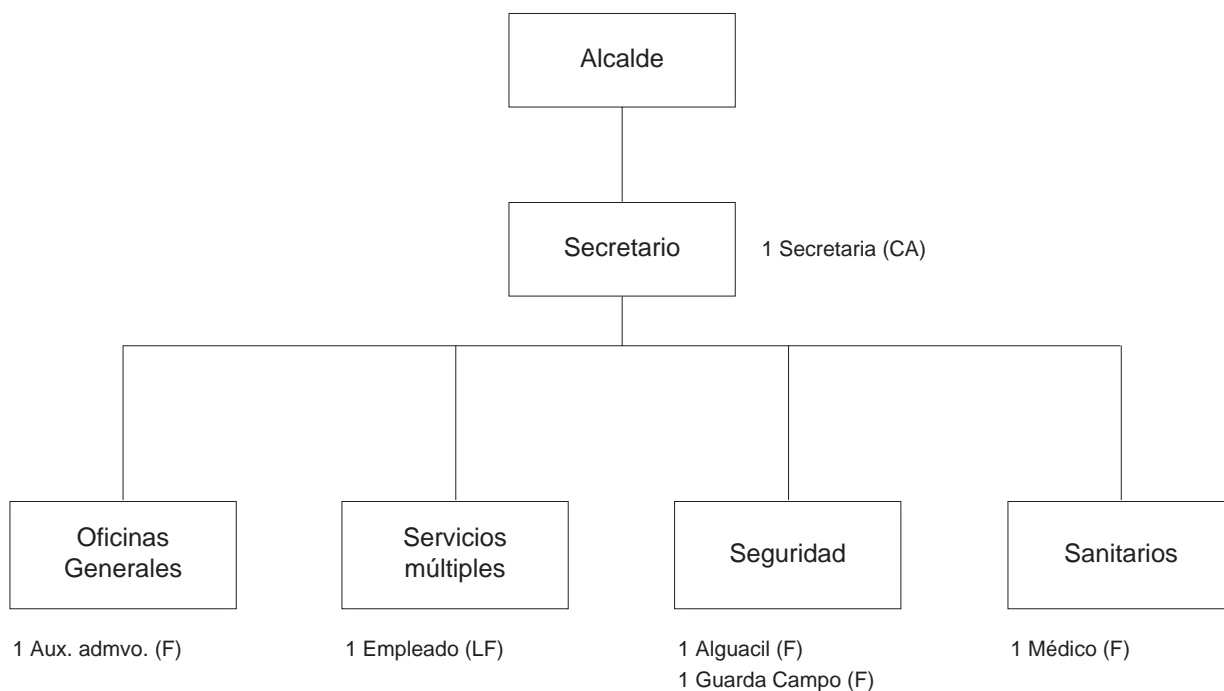 Alcalde
Secretario
1 Secretaria (CA)
Oficinas
Generales
Servicios
múltiples
Seguridad
Sanitarios
1 Aux. admvo. (F)
1 Empleado (LF)
1 Alguacil (F)
1 Guarda Campo (F)
1 Médico (F)